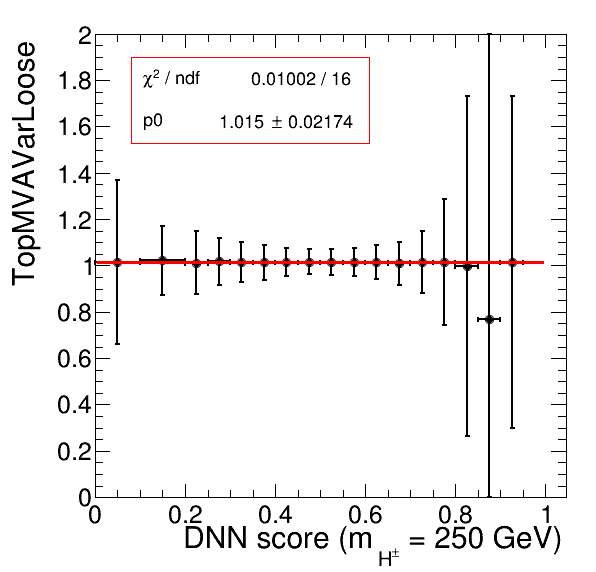 TopMVAVarLoose
2
1.8
1.6
1.4
1.2
1
0.8
0.6
0.4
0.2
0
χ² / ndf 0.01002 / 16
p0 1.015 ± 0.02174
0 0.2 0.4 0.6 0.8 1
DNN score (m_H± = 250 GeV)